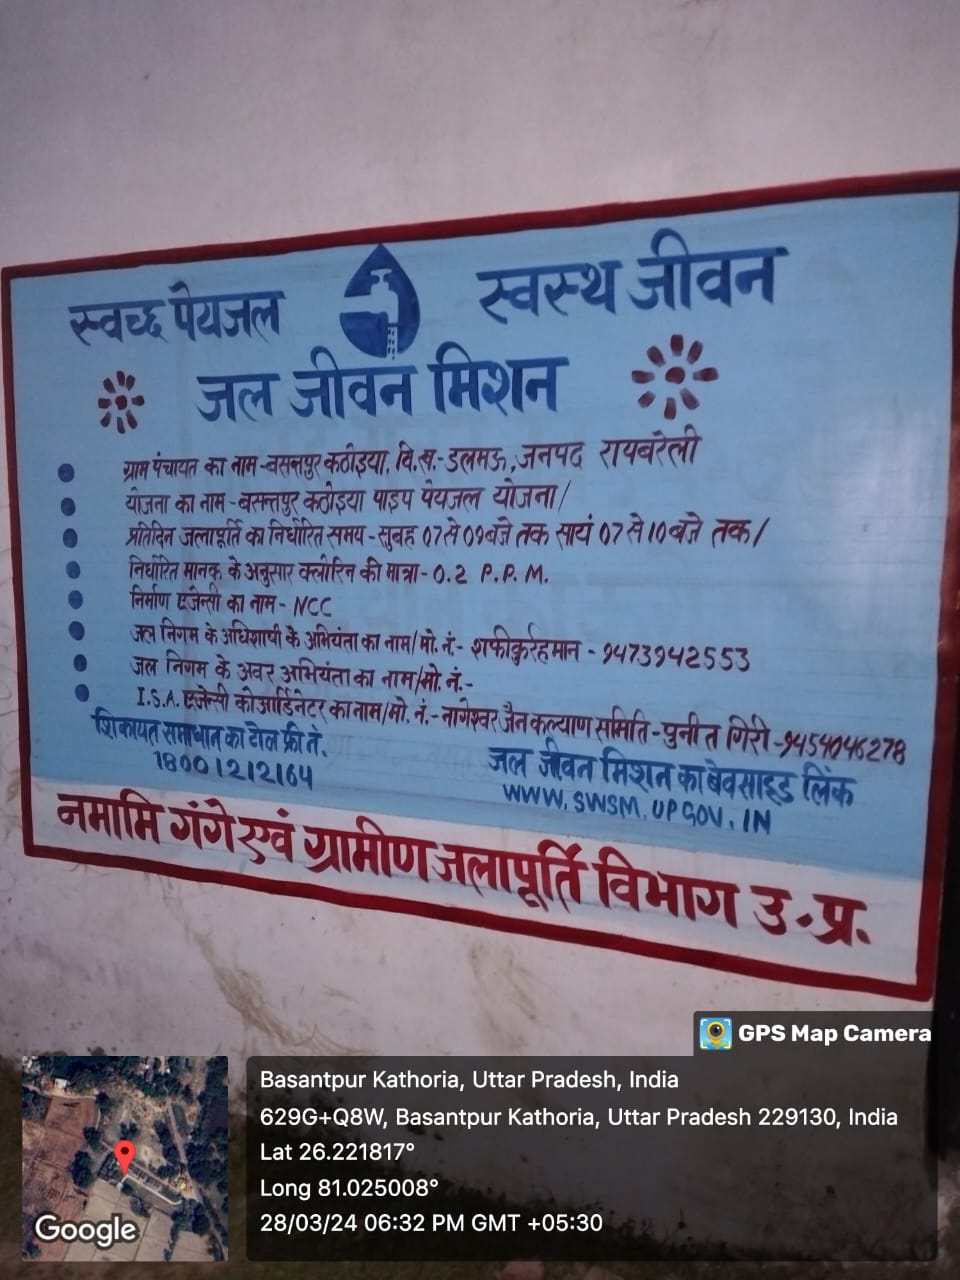 स्वच्छ पेयजल स्वस्थ जीवन
जल जीवन मिशन
ग्राम पंचायत का नाम-बसन्तपुर कठोइया, वि.ख.-डलमऊ, जनपद रायबरेली
योजना का नाम-बसन्तपुर कठोइया पाइप पेयजल योजना/
प्रतिदिन जलापूर्ति का निर्धारित समय-सुबह 07 से 09 बजे तक सायं 07 से 10 बजे तक/
निर्धारित मानक के अनुसार क्लोरिन की मात्रा-0.2 P.P.M.
निर्माण एजेन्सी का नाम- NCC
जल निगम के अधिशाषी के अभियंता का नाम/मो.नं.- शफीकुर्रहमान - 9473942553
जल निगम के अवर अभियंता का नाम/मो.नं.-
I.S.A. एजेन्सी कोआर्डिनेटर का नाम/मो.नं.-नागेश्वर जैन कल्याण समिति-पुनीत गिरी-9454046278
शिकायत समाधान का टोल फ्री नं.
18001212164
जल जीवन मिशन का बेवसाइड लिंक
WWW.SWSM.UPGOV.IN
नमामि गंगे एवं ग्रामीण जलापूर्ति विभाग उ.प्र.
GPS Map Camera
Basantpur Kathoria, Uttar Pradesh, India
629G+Q8W, Basantpur Kathoria, Uttar Pradesh 229130, India
Lat 26.221817°
Long 81.025008°
28/03/24 06:32 PM GMT +05:30
Google